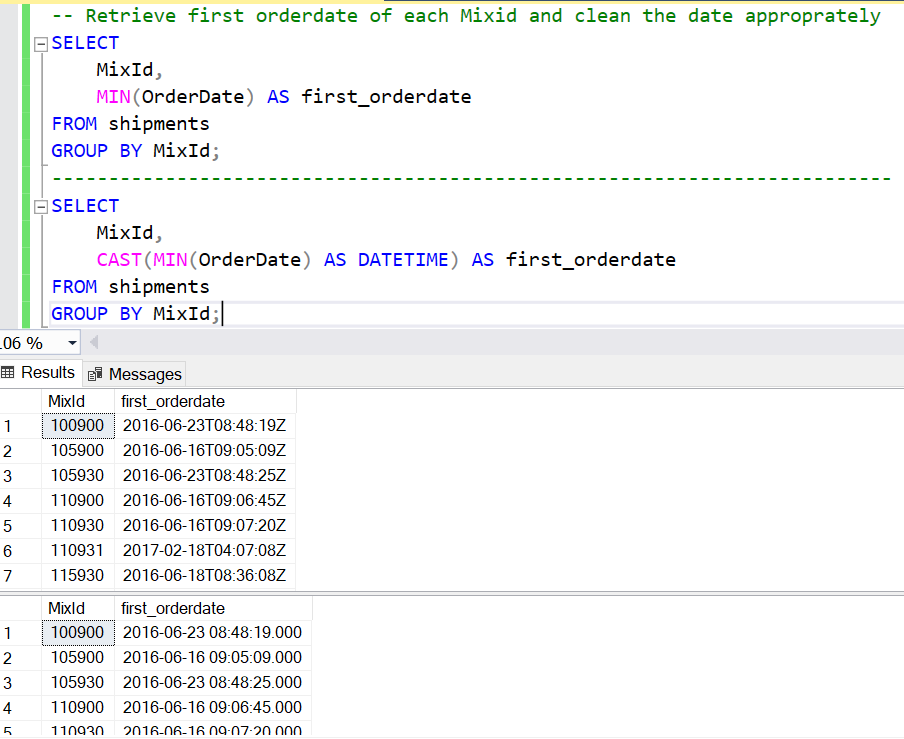 -- Retrieve first orderdate of each Mixid and clean the date approprately
SELECT
MixId,
MIN(OrderDate) AS first_orderdate
FROM shipments
GROUP BY MixId;
--------------------------------------------------------------------------
SELECT
MixId,
CAST(MIN(OrderDate) AS DATETIME) AS first_orderdate
FROM shipments
GROUP BY MixId;
.06 %
Results Messages
MixId first_orderdate
1 100900 2016-06-23T08:48:19Z
2 105900 2016-06-16T09:05:09Z
3 105930 2016-06-23T08:48:25Z
4 110900 2016-06-16T09:06:45Z
5 110930 2016-06-16T09:07:20Z
6 110931 2017-02-18T04:07:08Z
7 115930 2016-06-18T08:36:08Z
MixId first_orderdate
1 100900 2016-06-23 08:48:19.000
2 105900 2016-06-16 09:05:09.000
3 105930 2016-06-23 08:48:25.000
4 110900 2016-06-16 09:06:45.000
5 110930 2016-06-16 09:07:20.000